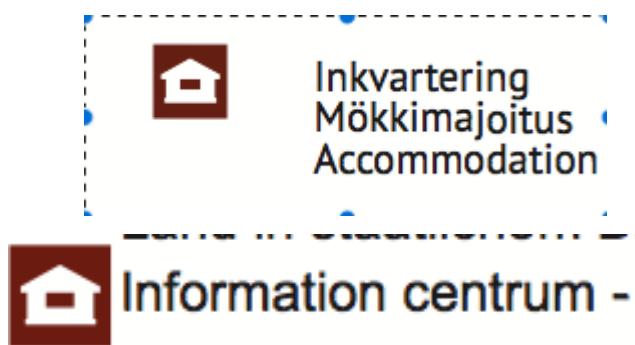 Inkvartering
Mökkimajoitus
Accommodation
Information centrum -